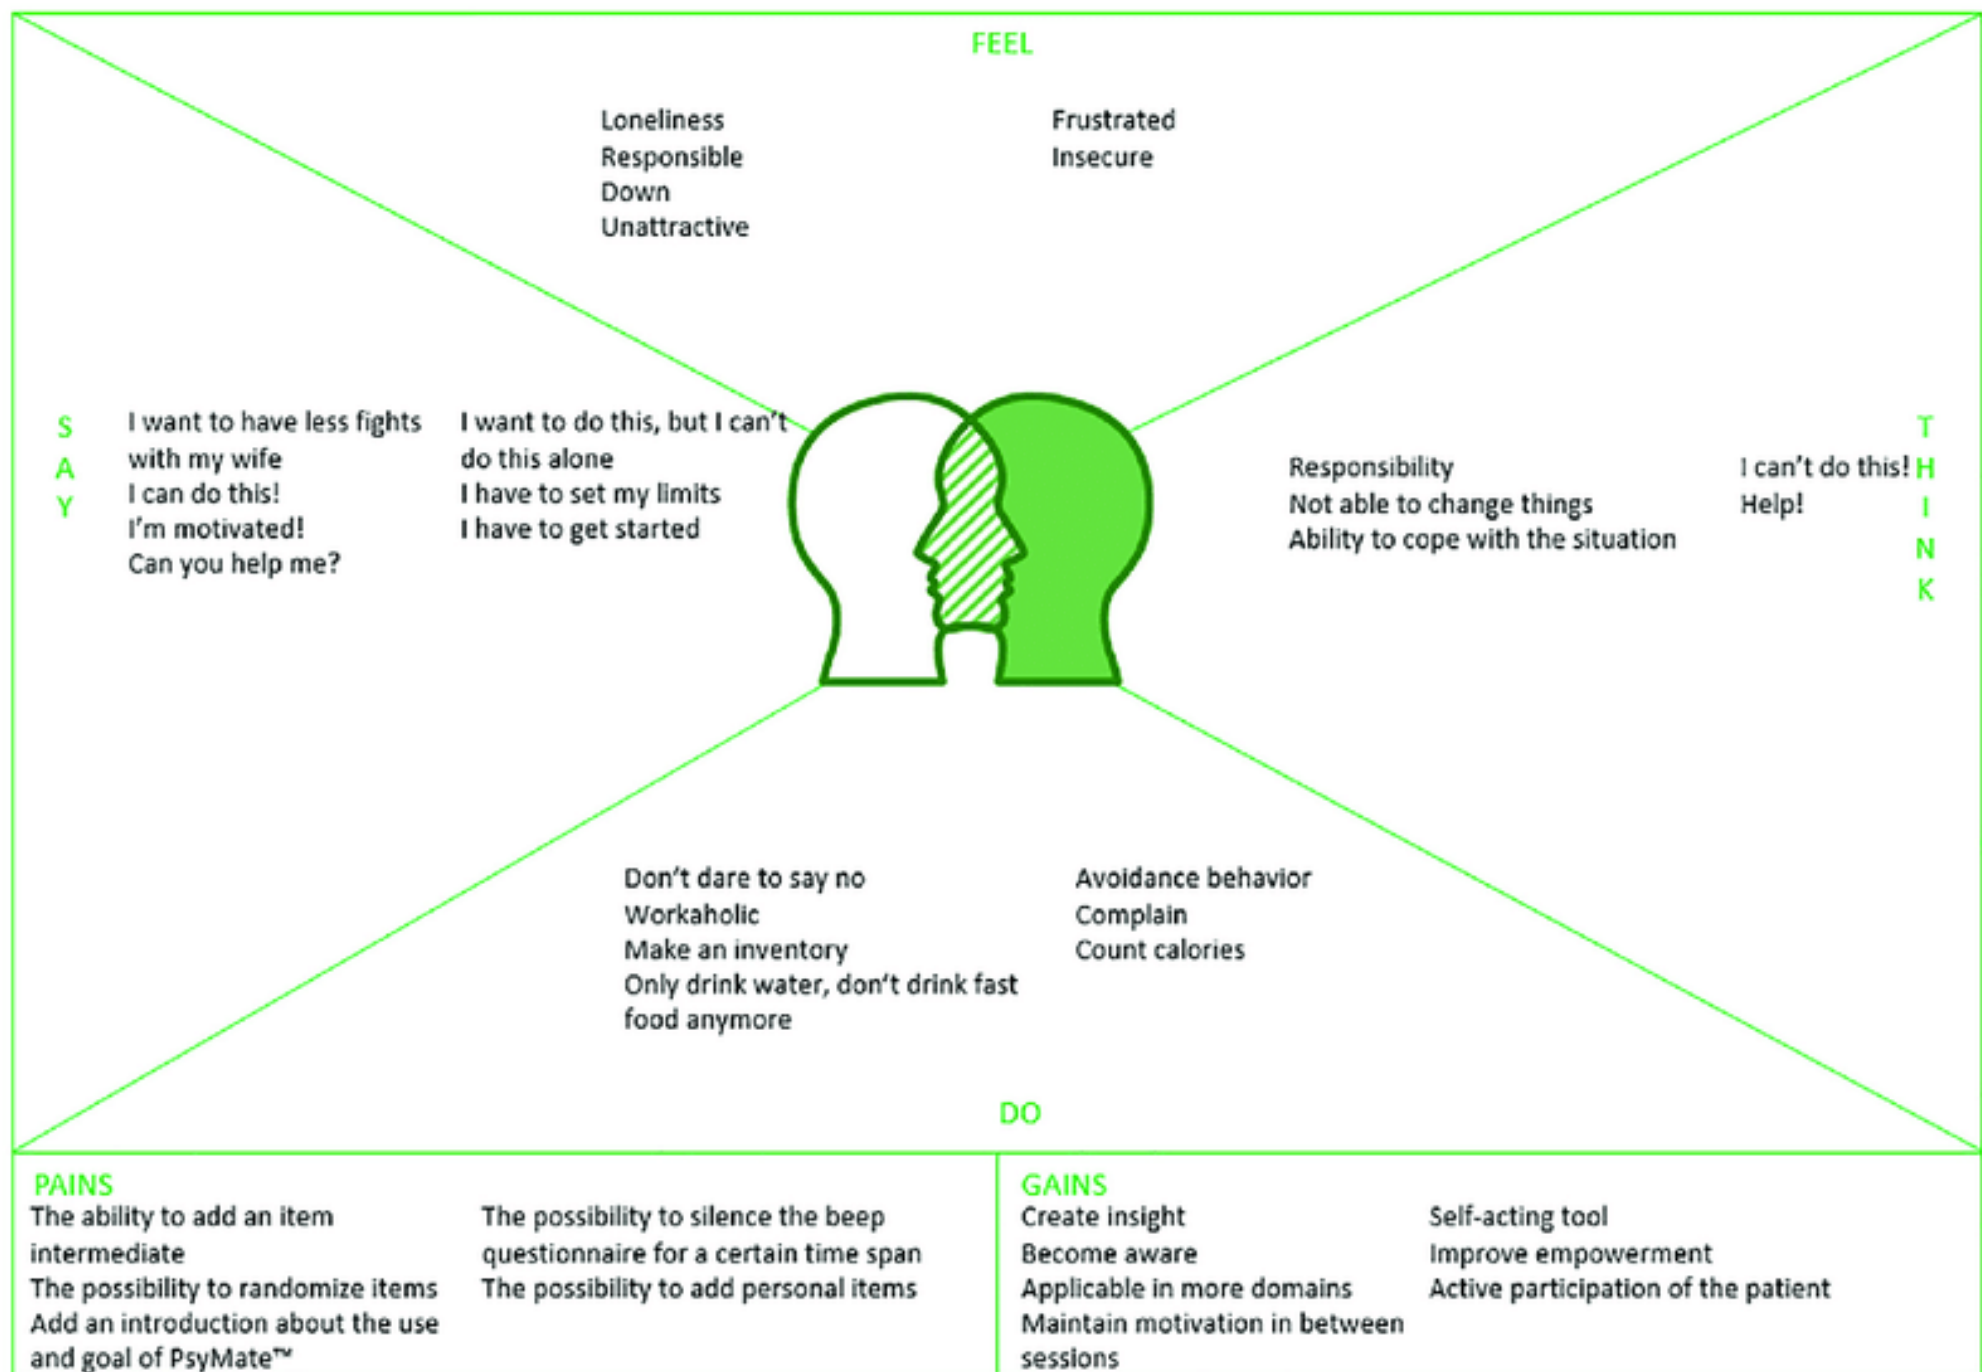 FEEL
Loneliness
Responsible
Down
Unattractive
Frustrated
Insecure
SAY
I want to have less fights
with my wife
I can do this!
I'm motivated!
Can you help me?
I want to do this, but I can't
do this alone
I have to set my limits
I have to get started
Responsibility
Not able to change things
Ability to cope with the situation
I can't do this!
Help!
THINK
Don't dare to say no
Workaholic
Make an inventory
Only drink water, don't drink fast
food anymore
Avoidance behavior
Complain
Count calories
DO
PAINS
The ability to add an item
intermediate
The possibility to randomize items
Add an introduction about the use
and goal of PsyMate™
The possibility to silence the beep
questionnaire for a certain time span
The possibility to add personal items
GAINS
Create insight
Become aware
Applicable in more domains
Maintain motivation in between
sessions
Self-acting tool
Improve empowerment
Active participation of the patient